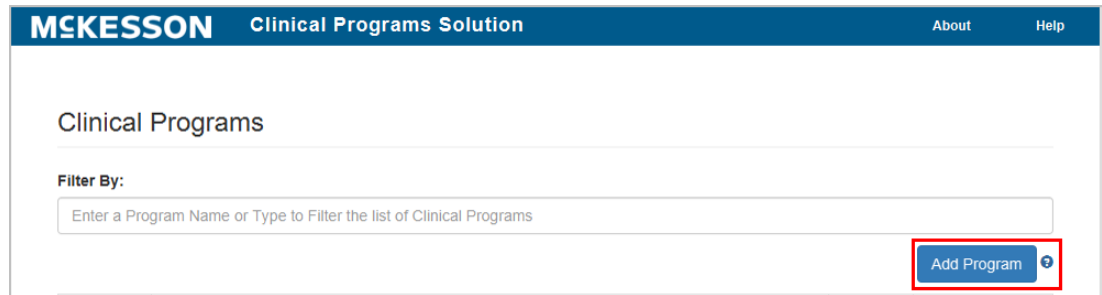 MCKESSON Clinical Programs Solution About Help
Clinical Programs
Filter By:
Enter a Program Name or Type to Filter the list of Clinical Programs
Add Program ?